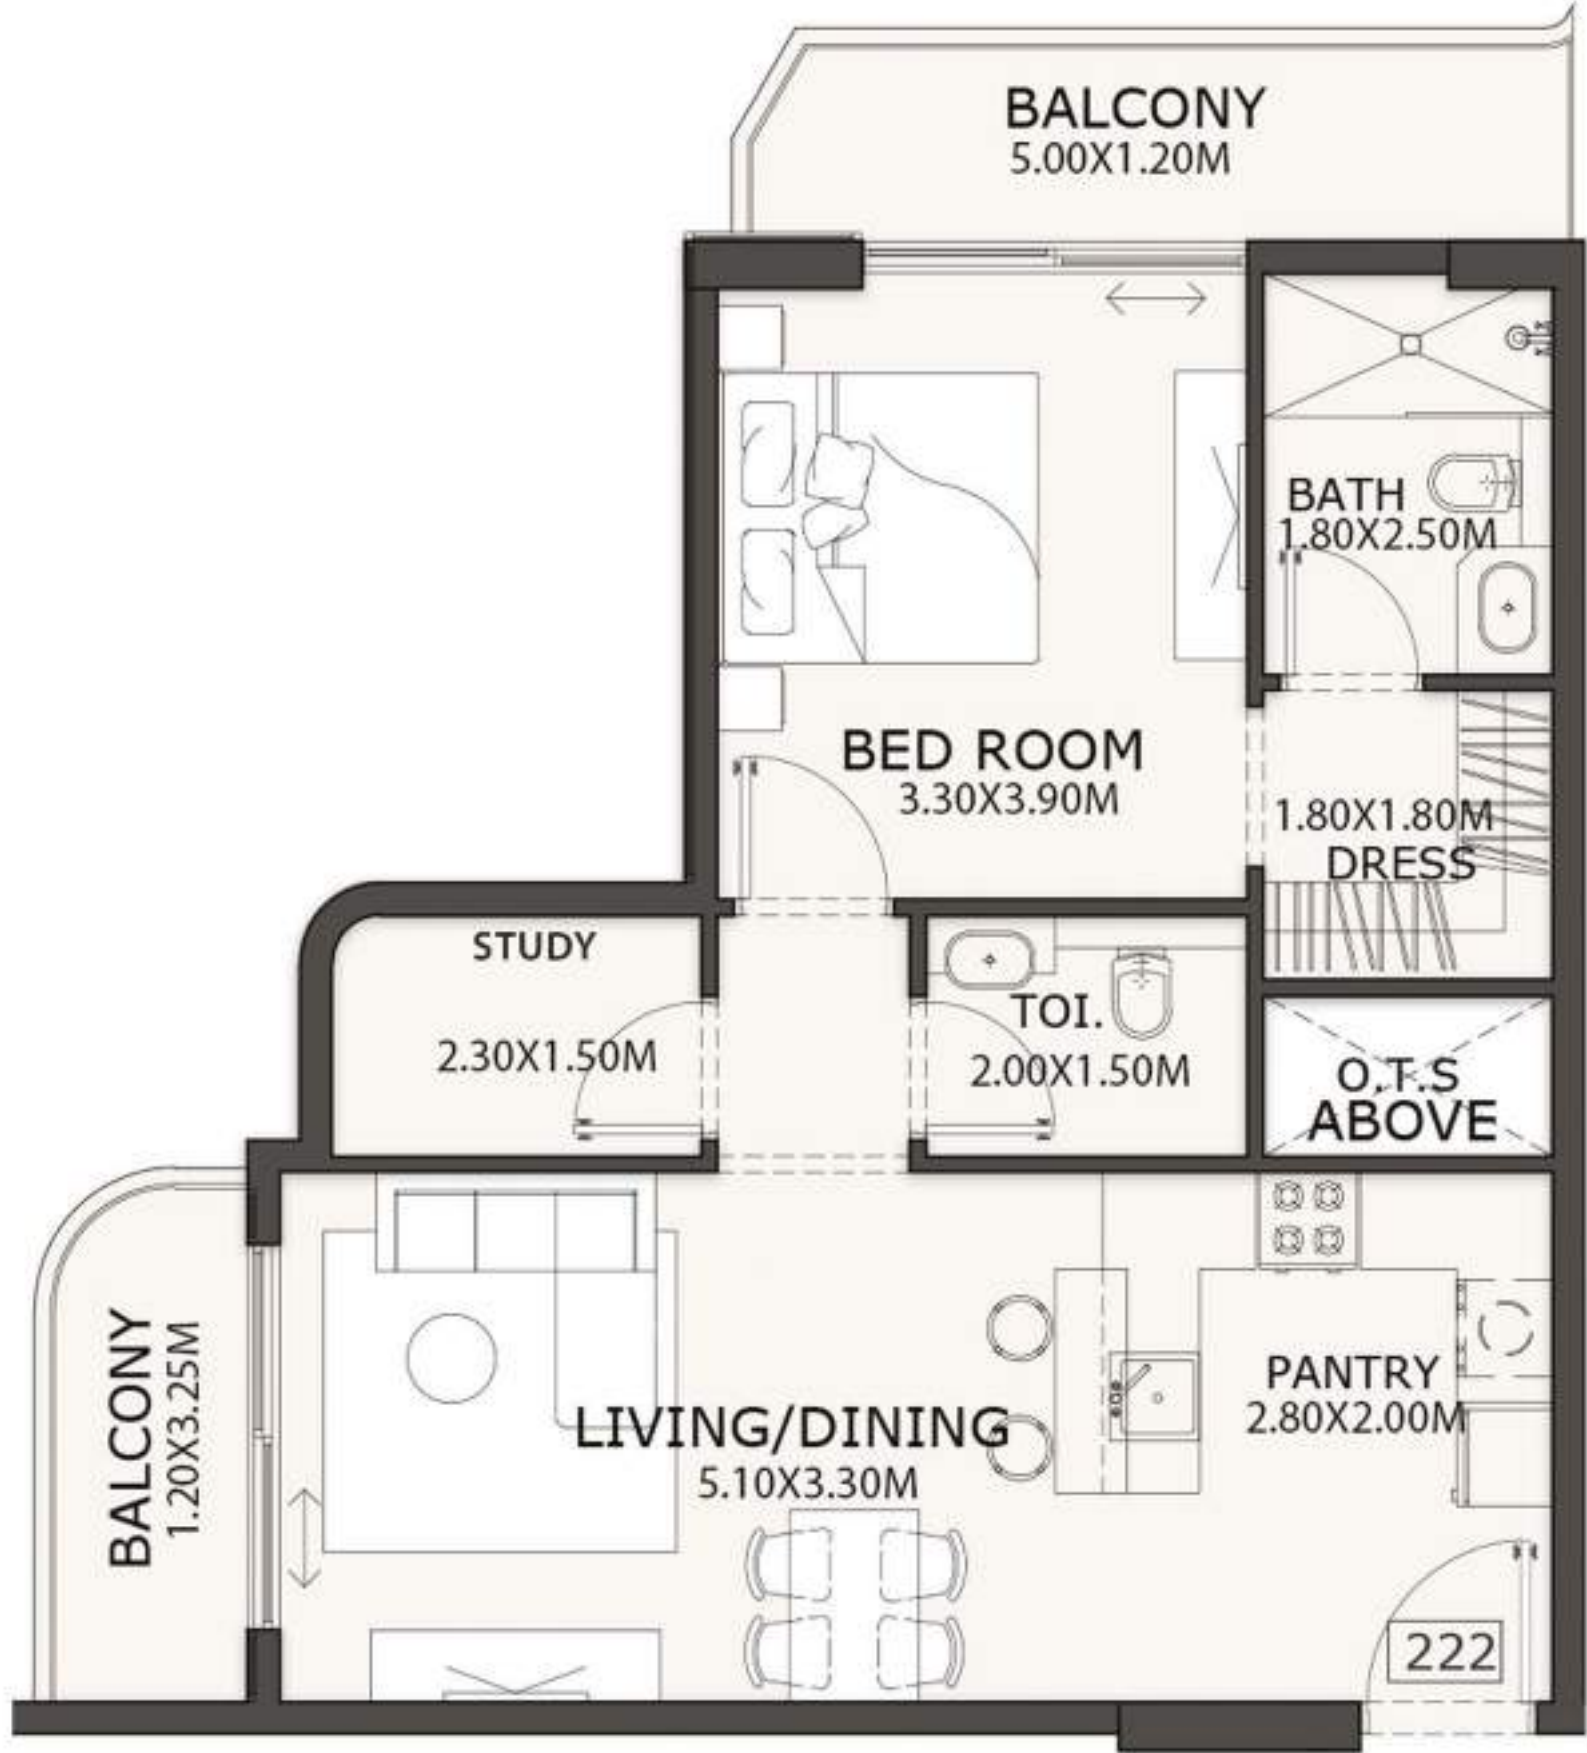 BALCONY
5.00X1.20M
BATH
1.80X2.50M
BED ROOM
3.30X3.90M
1.80X1.80M
DRESS
STUDY
2.30X1.50M
TOI.
2.00X1.50M
O.T.S
ABOVE
BALCONY
1.20X3.25M
LIVING/DINING
5.10X3.30M
PANTRY
2.80X2.00M
222